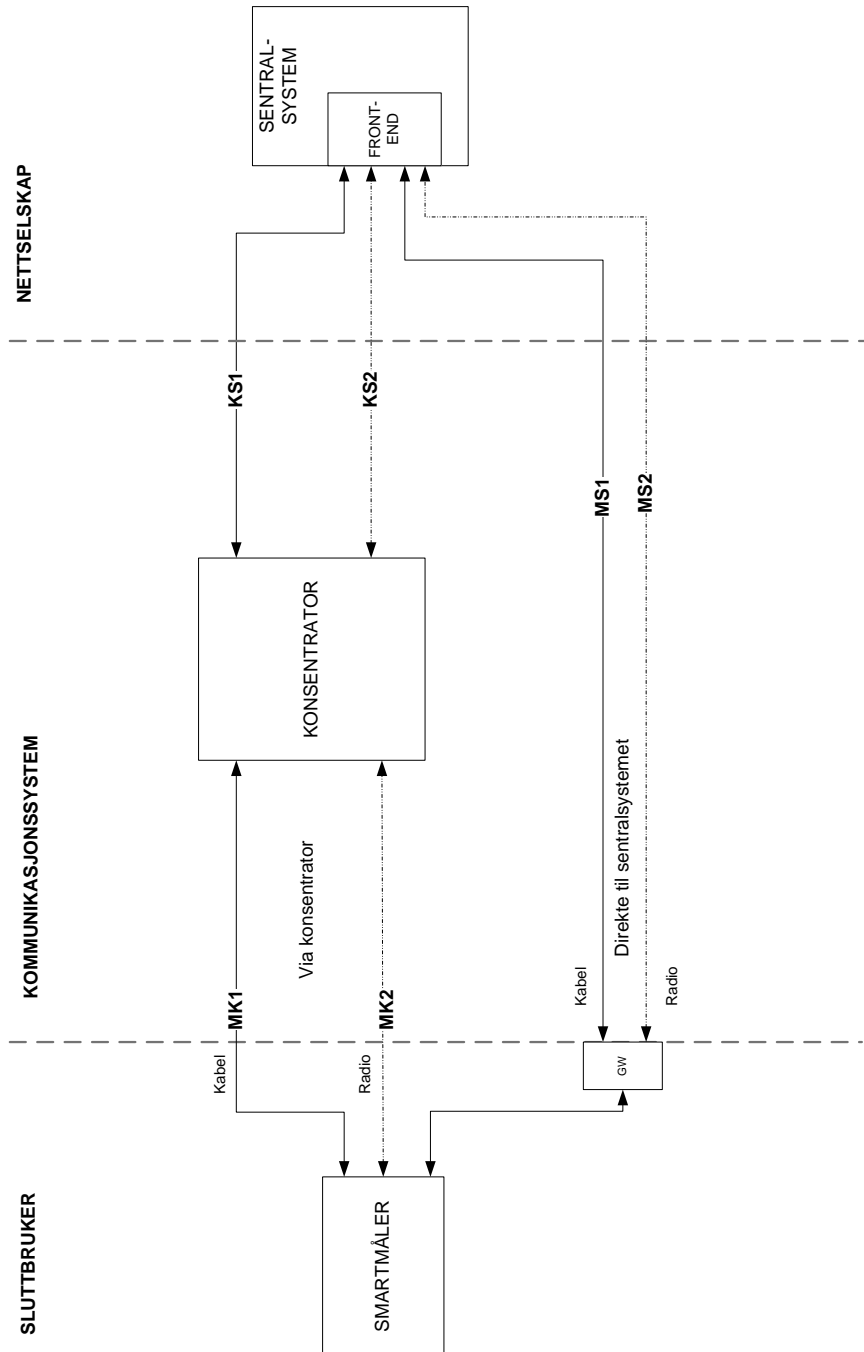 SLUTTBRUKER
KOMMUNIKASJONSSYSTEM
NETTSELSKAP
SENTRAL-
SYSTEM
FRONT-
END
Kabel
MK1
KS1
Via konsentrator
KONSENTRATOR
Radio
MK2
KS2
SMARTMÅLER
GW
Kabel
MS1
Direkte til sentralsystemet
Radio
MS2